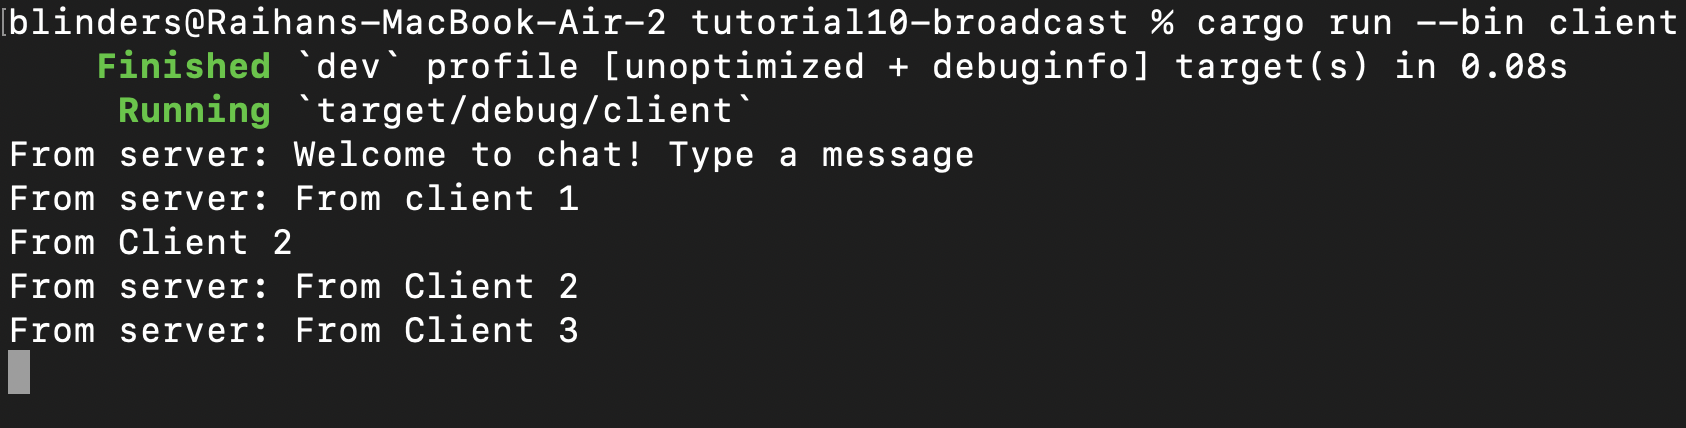 [blinders@Raihans-MacBook-Air-2 tutorial10-broadcast % cargo run --bin client
Finished `dev` profile [unoptimized + debuginfo] target(s) in 0.08s
Running `target/debug/client`
From server: Welcome to chat! Type a message
From server: From client 1
From Client 2
From server: From Client 2
From server: From Client 3